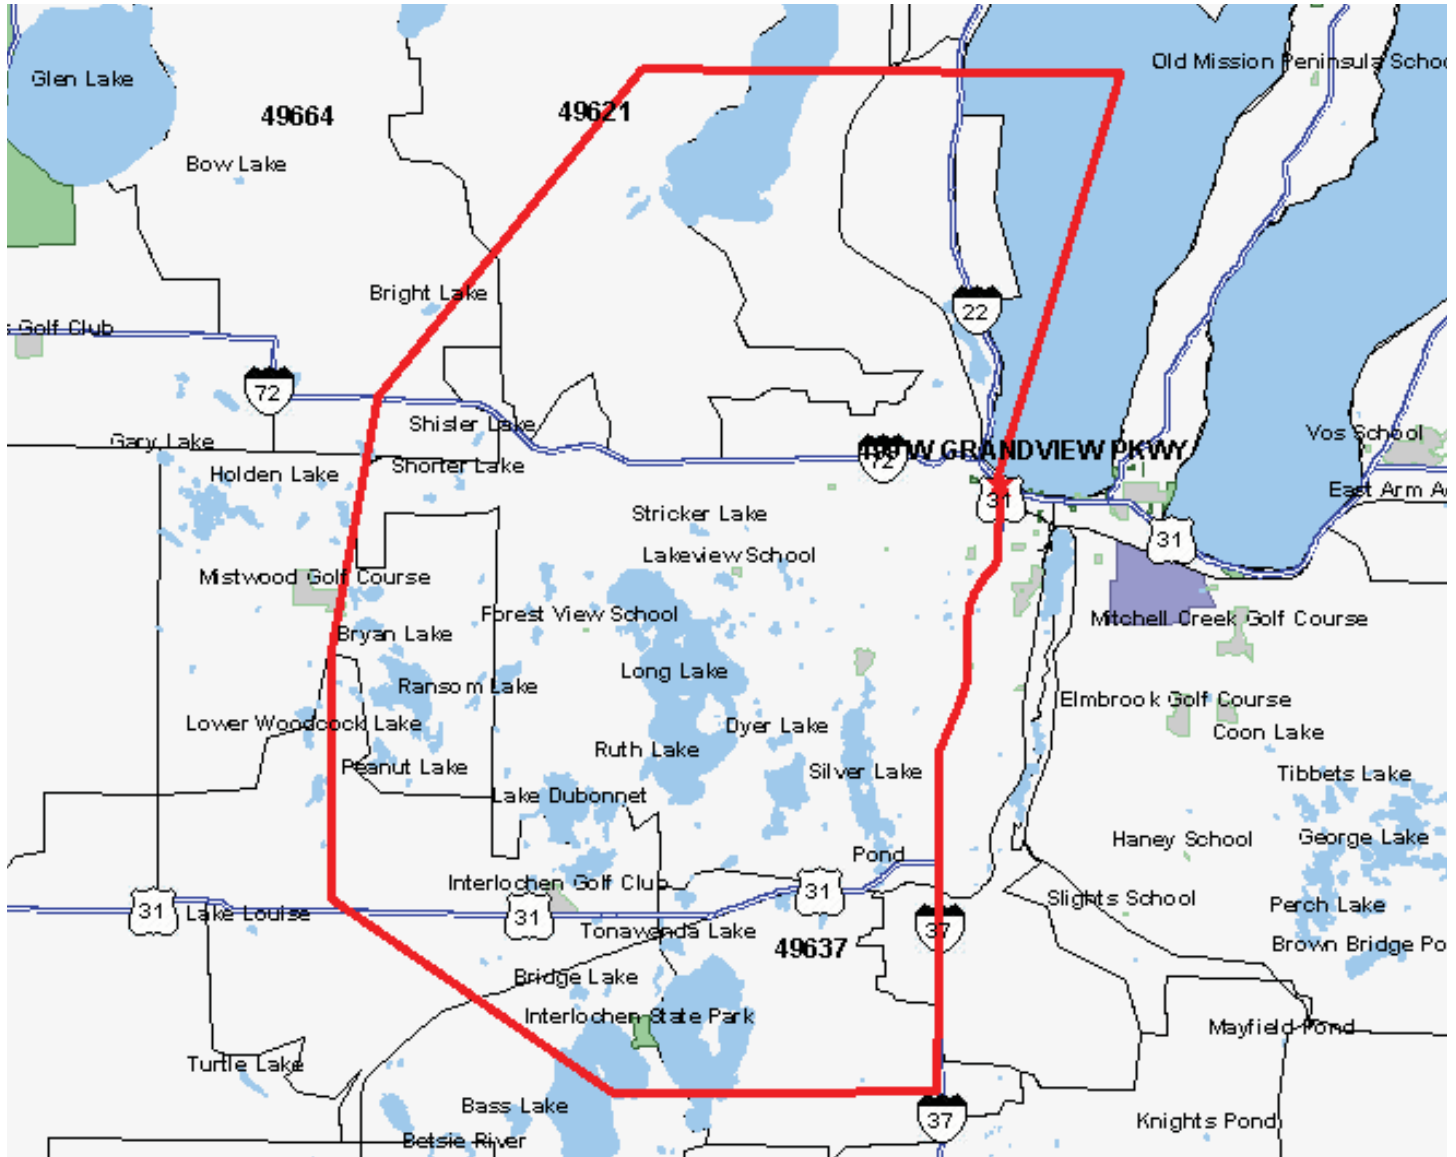 Old Mission Peninsula Schoo
Glen Lake
49664
49621
Bow Lake
Bright Lake
22
s Golf Club
72
Shisler Lake
Gary Lake
Vos School
W GRANDVIEW PKWY
72
Shorter Lake
Holden Lake
East Arm A
31
Stricker Lake
31
Lakeview School
Mistwood Golf Course
Forest View School
Mitchell Creek Golf Course
Bryan Lake
Long Lake
Ransom Lake
Elmbrook Golf Course
Lower Woodcock Lake
Dyer Lake
Coon Lake
Ruth Lake
Peanut Lake
Silver Lake
Tibbets Lake
Lake Dubonnet
Haney School
George Lake
Pond
Interlochen Golf Club
31
Slights School
Perch Lake
31
Lake Louise
31
Tonawanda Lake
37
49637
Brown Bridge Po
Bridge Lake
Interlochen State Park
Mayfield Pond
Turtle Lake
Bass Lake
37
Knights Pond
Betsie River